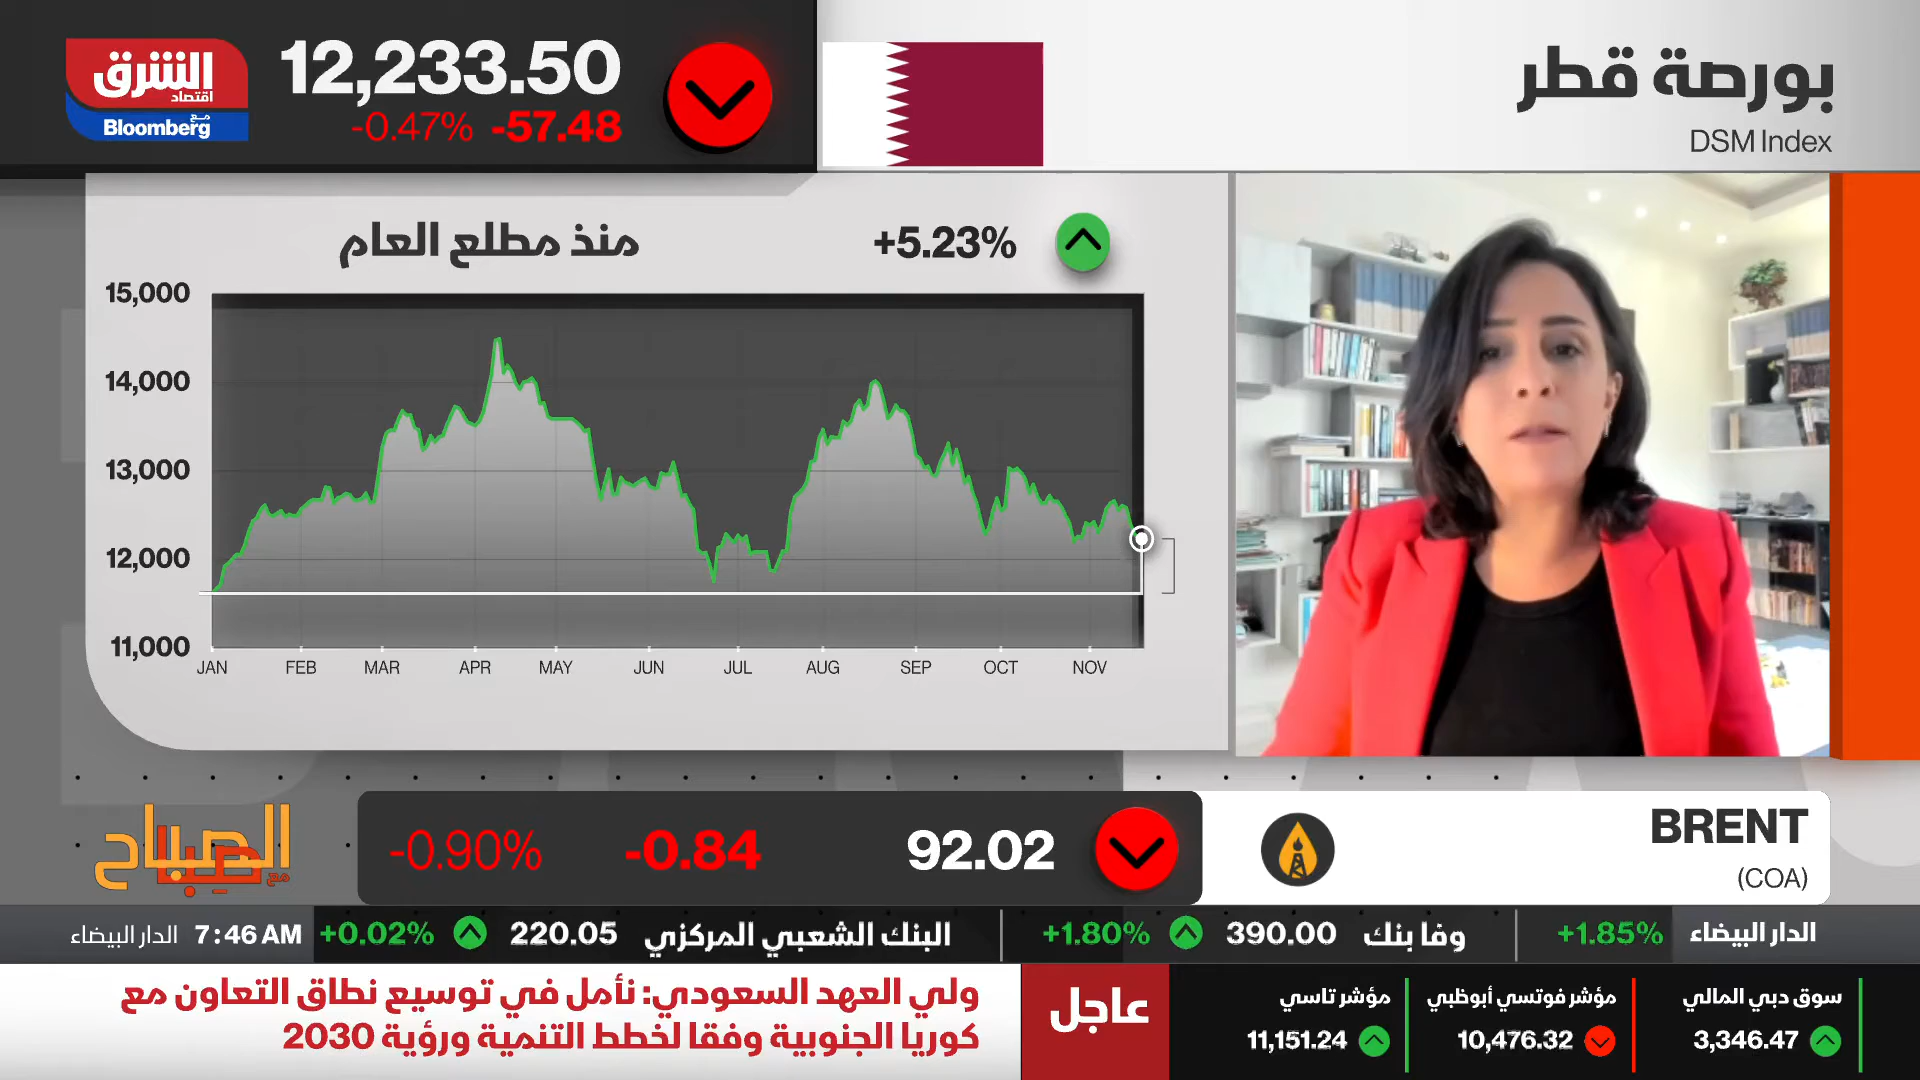 الشرق
اقتصاد
مع
Bloomberg
12,233.50
-0.47% -57.48
بورصة قطر
DSM Index
منذ مطلع العام
+5.23%
15,000
14,000
13,000
12,000
11,000
JAN FEB MAR APR MAY JUN JUL AUG SEP OCT NOV
الصباح
مع صبا
-0.90% -0.84 92.02
BRENT
(COA)
الدار البيضاء +1.85%
وفا بنك 390.00 +1.80%
البنك الشعبي المركزي 220.05 +0.02%
7:46 AM الدار البيضاء
سوق دبي المالي
3,346.47
مؤشر فوتسي أبوظبي
10,476.32
مؤشر تاسي
11,151.24
عاجل
ولي العهد السعودي: نأمل في توسيع نطاق التعاون مع
كوريا الجنوبية وفقا لخطط التنمية ورؤية 2030